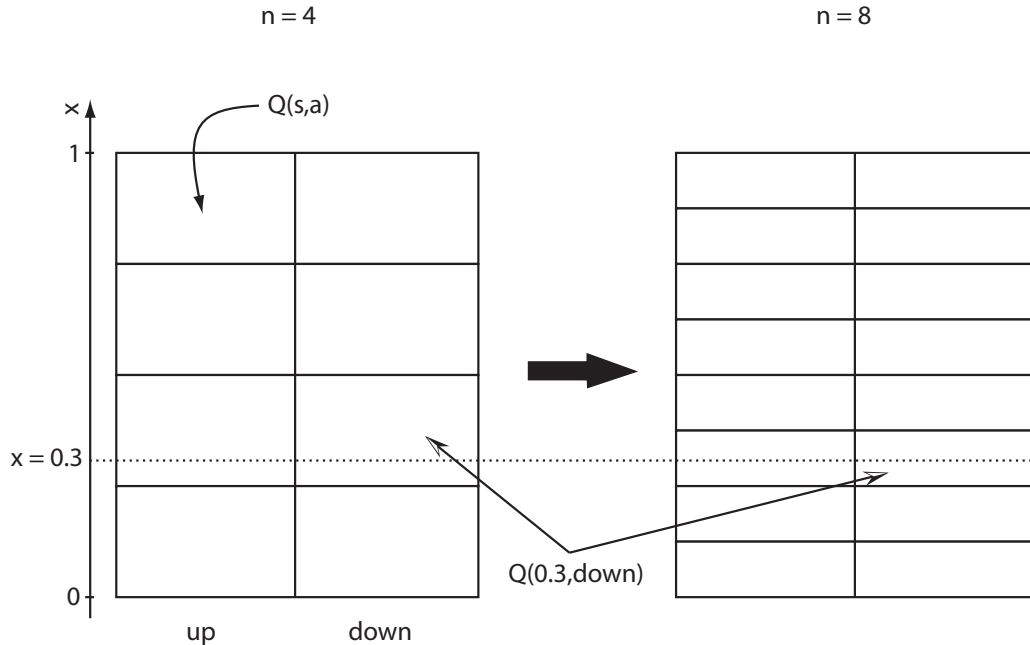 n = 4
n = 8
x
Q(s,a)
1
x = 0.3
Q(0.3,down)
0
up
down